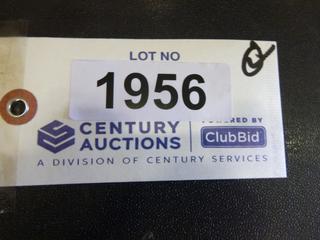 LOT NO
1956
CENTURY AUCTIONS
POWERED BY
ClubBid
A DIVISION OF CENTURY SERVICES